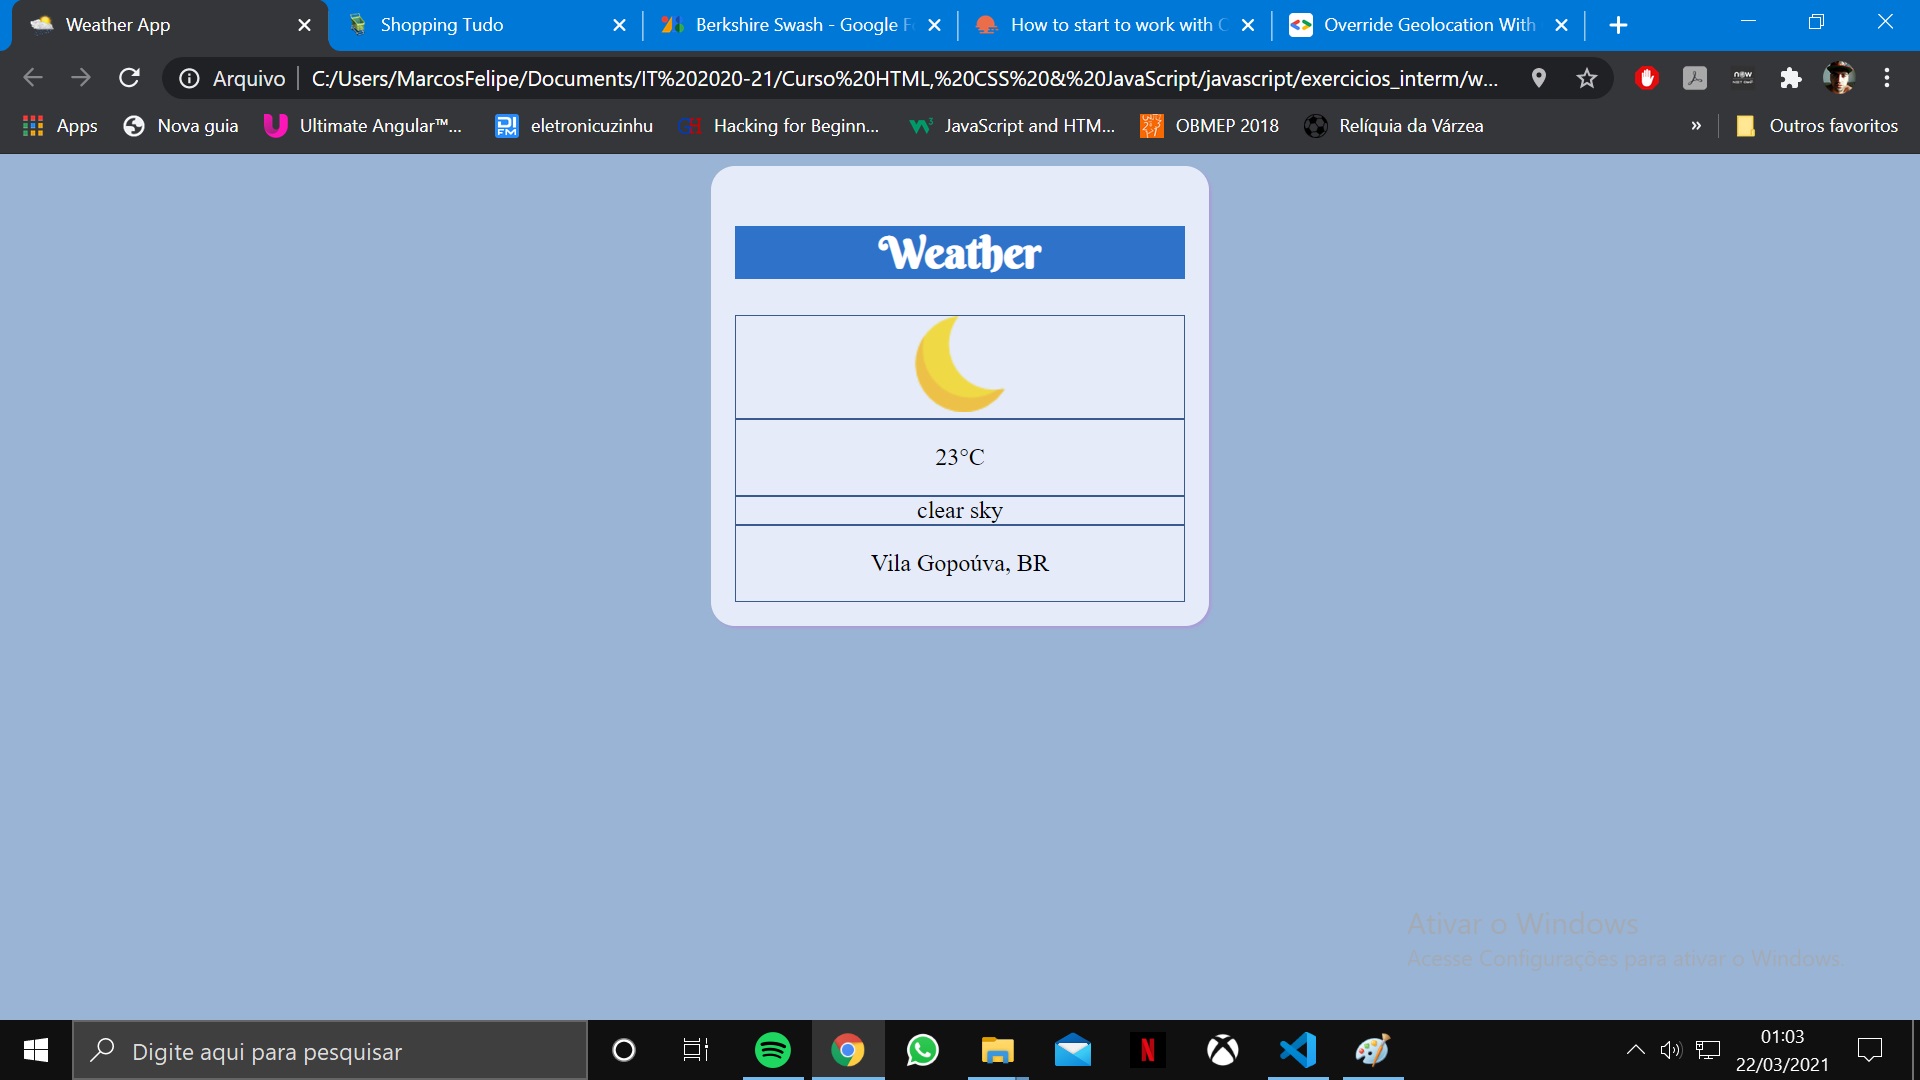 Weather App
Shopping Tudo
Berkshire Swash - Google F
How to start to work with
Override Geolocation With
Arquivo
C:/Users/MarcosFelipe/Documents/IT%202020-21/Curso%20HTML,%20CSS%20&%20JavaScript/javascript/exercicios_interm/w...
Apps
Nova guia
Ultimate Angular™...
DI
FM
eletronicuzinhu
GH
Hacking for Beginn...
JavaScript and HTM...
OBMEP 2018
Relíquia da Várzea
»
Outros favoritos
Weather
23°C
clear sky
Vila Gopoúva, BR
Ativar o Windows
Acesse Configurações para ativar o Windows.
Digite aqui para pesquisar
01:03
22/03/2021